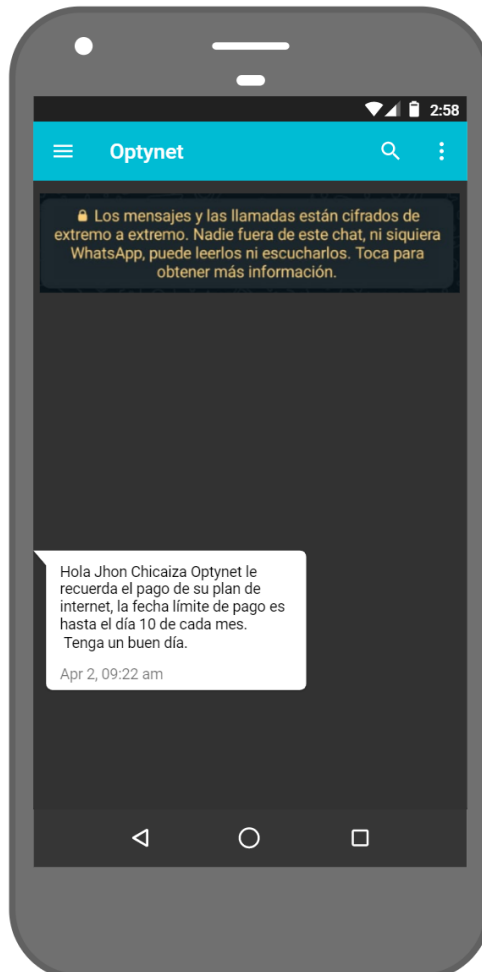 2:58
Optynet
Los mensajes y las llamadas están cifrados de
extremo a extremo. Nadie fuera de este chat, ni siquiera
WhatsApp, puede leerlos ni escucharlos. Toca para
obtener más información.
Hola Jhon Chicaiza Optynet le
recuerda el pago de su plan de
internet, la fecha límite de pago es
hasta el día 10 de cada mes.
Tenga un buen día.
Apr 2, 09:22 am